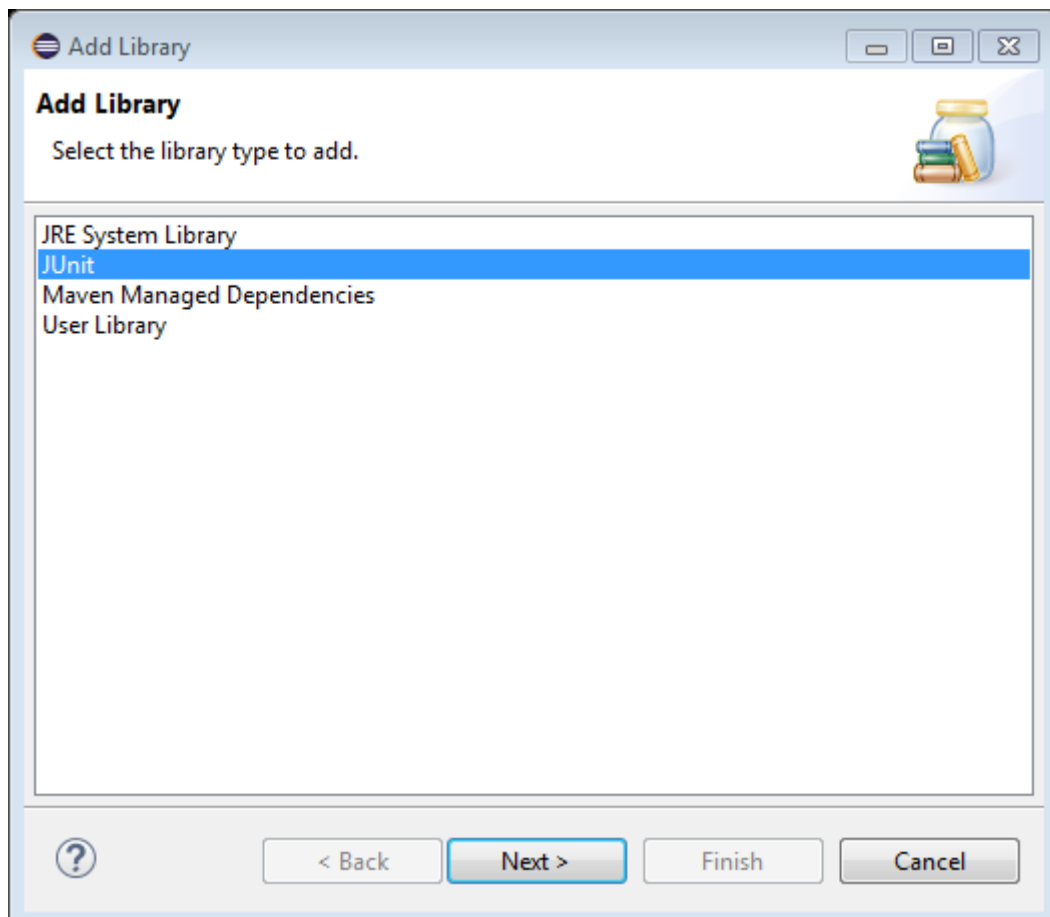 Add Library
Add Library
Select the library type to add.
JRE System Library
JUnit
Maven Managed Dependencies
User Library
? < Back Next > Finish Cancel